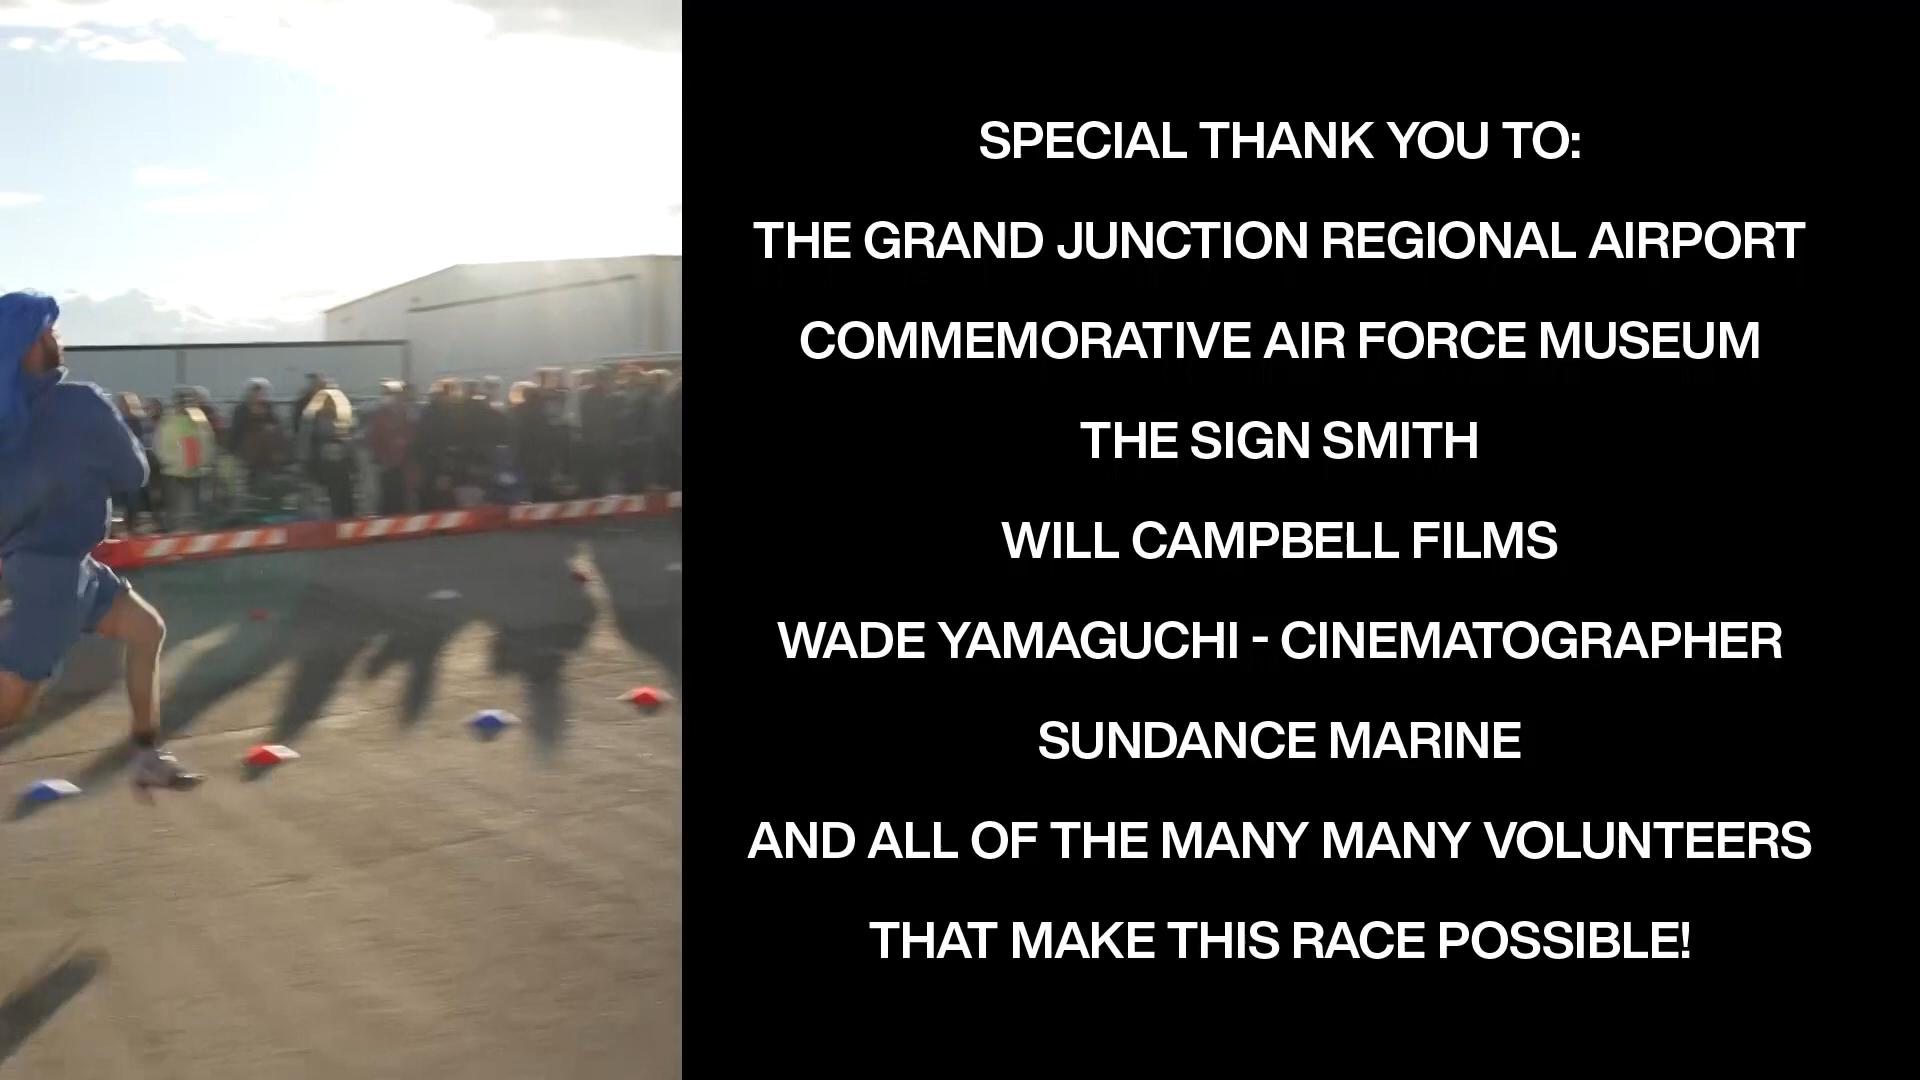 SPECIAL THANK YOU TO:
THE GRAND JUNCTION REGIONAL AIRPORT
COMMEMORATIVE AIR FORCE MUSEUM
THE SIGN SMITH
WILL CAMPBELL FILMS
WADE YAMAGUCHI - CINEMATOGRAPHER
SUNDANCE MARINE
AND ALL OF THE MANY MANY VOLUNTEERS
THAT MAKE THIS RACE POSSIBLE!